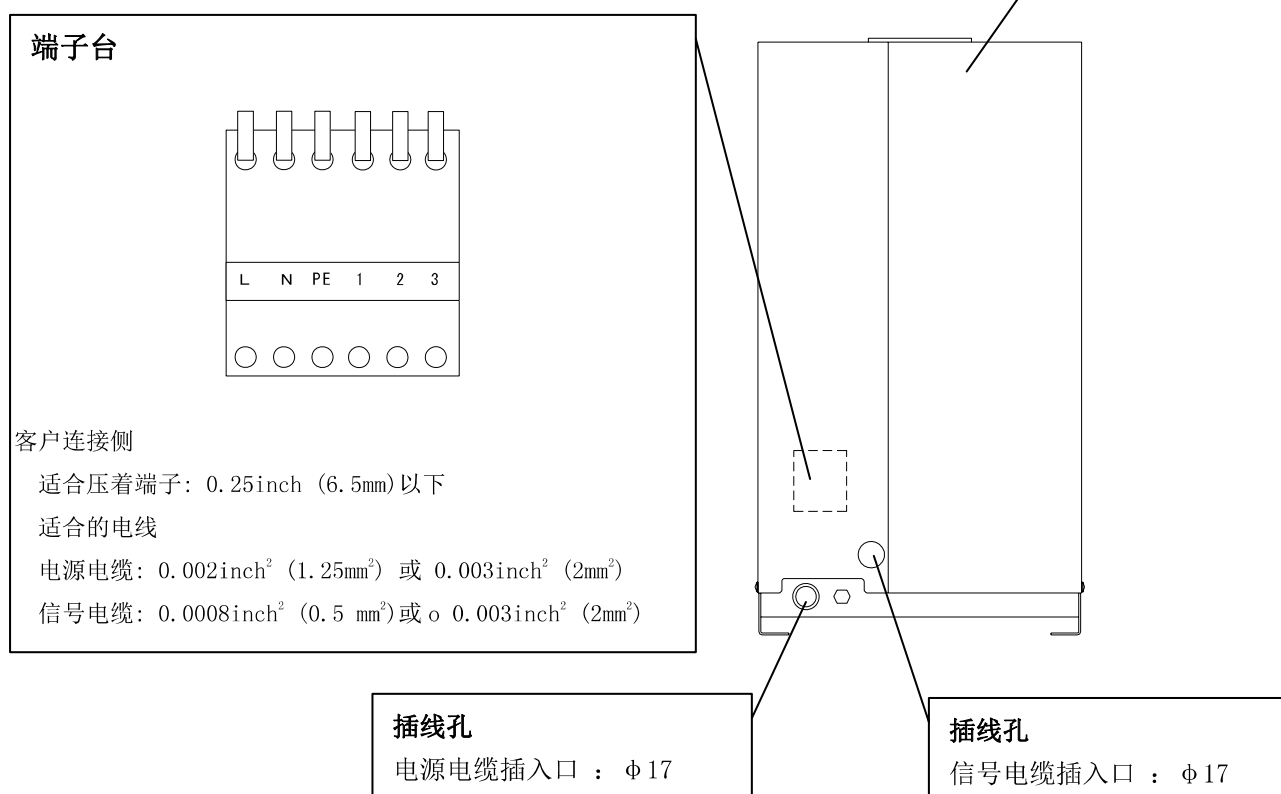 端子台
L N PE 1 2 3
客户连接侧
适合压着端子: 0.25inch (6.5mm)以下
适合的电线
电源电缆: 0.002inch² (1.25mm²) 或 0.003inch² (2mm²)
信号电缆: 0.0008inch² (0.5 mm²)或 o 0.003inch² (2mm²)
插线孔
电源电缆插入口 : φ17
插线孔
信号电缆插入口 : φ17